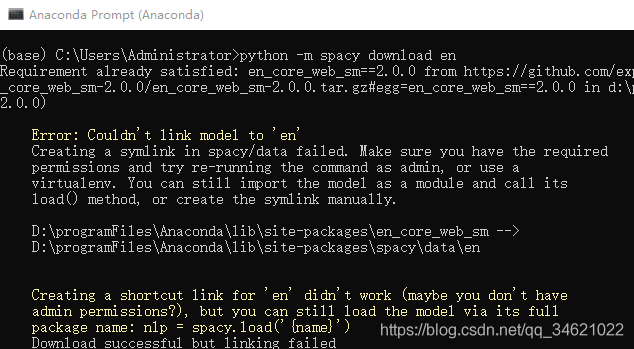 Anaconda Prompt (Anaconda)
(base) C:\Users\Administrator>python -m spacy download en
Requirement already satisfied: en_core_web_sm==2.0.0 from https://github.com/exp
_core_web_sm-2.0.0/en_core_web_sm-2.0.0.tar.gz#egg=en_core_web_sm==2.0.0 in d:\p
2.0.0)
Error: Couldn't link model to 'en'
Creating a symlink in spacy/data failed. Make sure you have the required
permissions and try re-running the command as admin, or use a
virtualenv. You can still import the model as a module and call its
load() method, or create the symlink manually.
D:\programFiles\Anaconda\lib\site-packages\en_core_web_sm -->
D:\programFiles\Anaconda\lib\site-packages\spacy\data\en
Creating a shortcut link for 'en' didn't work (maybe you don't have
admin permissions?), but you can still load the model via its full
package name: nlp = spacy.load('{name}')
Download successful but linking failed
https://blog.csdn.net/qq_34621022